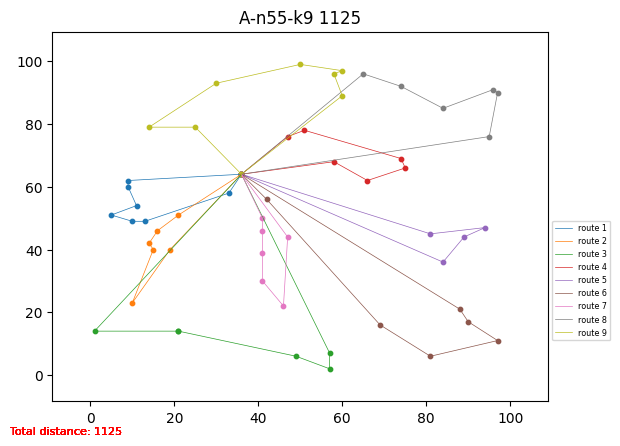 A-n55-k9 1125
100
80
60
40
20
0
0 20 40 60 80 100
route 1
route 2
route 3
route 4
route 5
route 6
route 7
route 8
route 9
Total distance: 1125